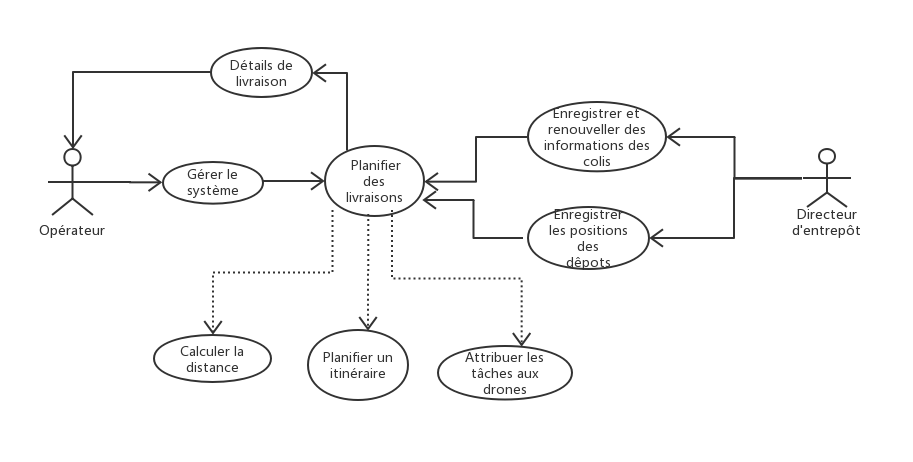 Détails de
livraison
Enregistrer et
renouveller des
informations des
colis
Planifier
des
livraisons
Gérer le
système
Opérateur
Enregistrer
les positions
des
dêpots
Directeur
d'entrepôt
Calculer la
distance
Planifier un
itinéraire
Attribuer les
tâches aux
drones